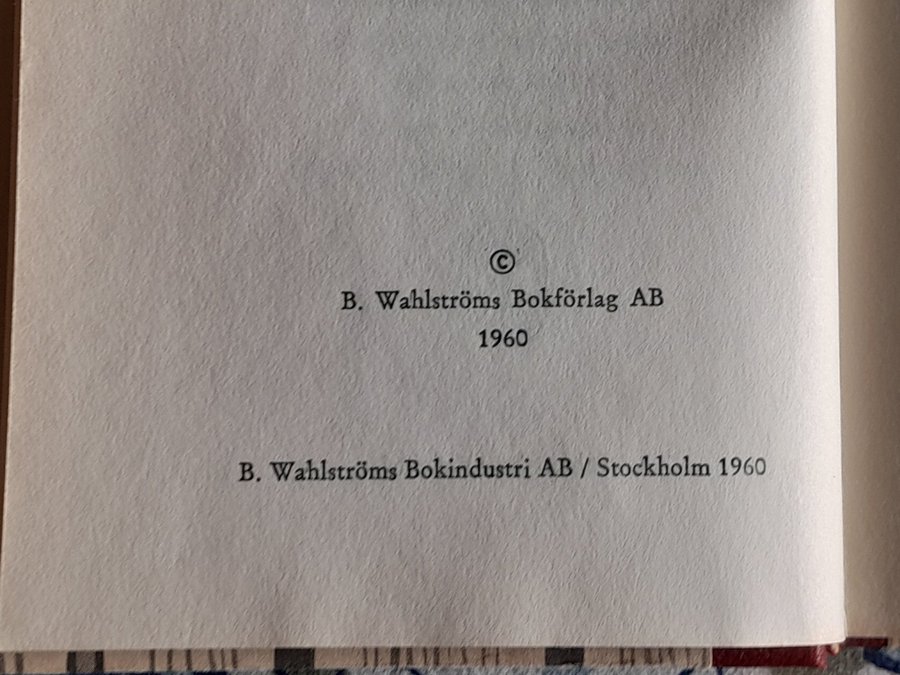 ©
B. Wahlströms Bokförlag AB
1960
B. Wahlströms Bokindustri AB / Stockholm 1960